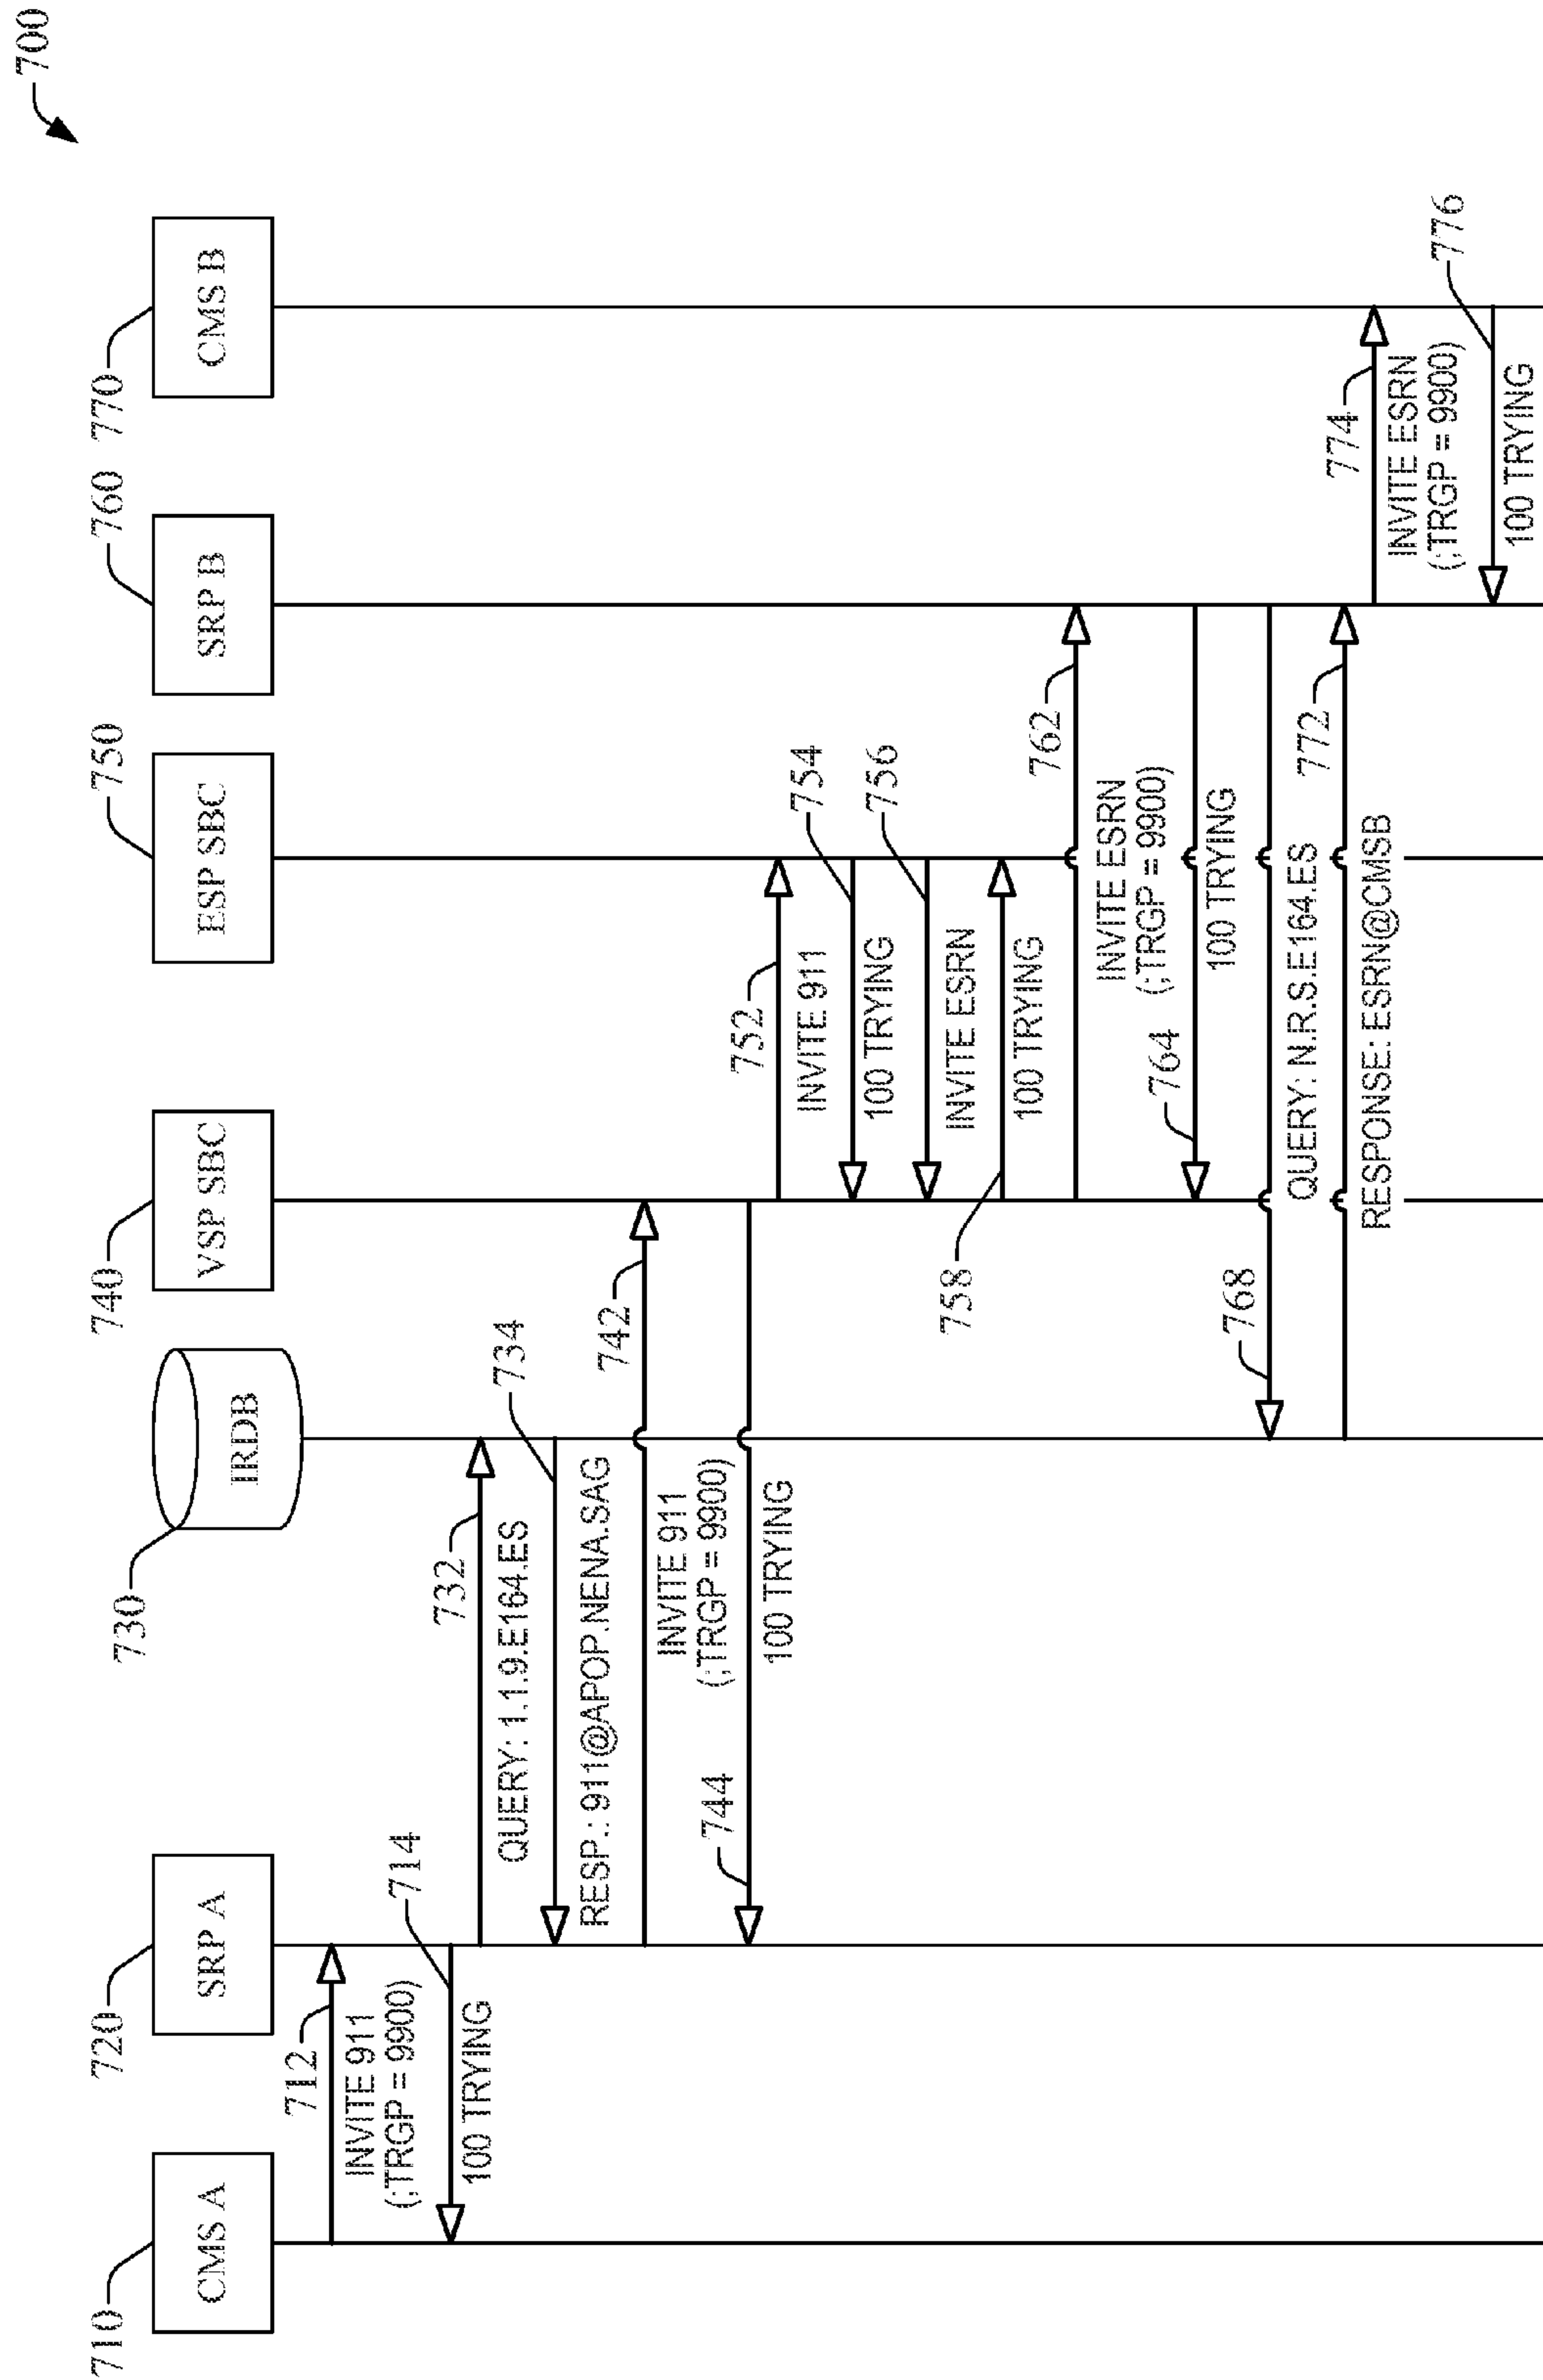 700
710
CMS A
720
SRP A
730
IRDB
740
VSP SBC
750
ESP SBC
760
SRP B
770
CMS B
712
INVITE 911
(;TRGP = 9900)
714
100 TRYING
732
QUERY: 1.1.9.E164.ES
734
RESP.: 911@APOP.NENA.SAG
742
INVITE 911
(;TRGP = 9900)
744
100 TRYING
752
INVITE 911
754
100 TRYING
756
INVITE ESRN
758
100 TRYING
762
INVITE ESRN
(;TRGP = 9900)
764
100 TRYING
768
QUERY: N.R.S.E164.ES
772
RESPONSE: ESRN@CMSB
774
INVITE ESRN
(;TRGP = 9900)
776
100 TRYING